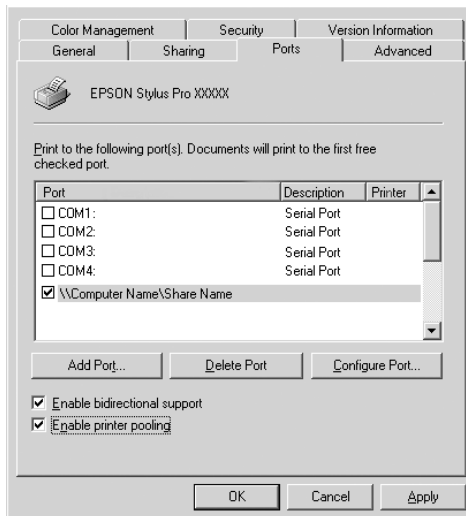 Color Management Security Version Information
General Sharing Ports Advanced
EPSON Stylus Pro XXXXX
Print to the following port(s). Documents will print to the first free
checked port.
Port Description Printer
COM1: Serial Port
COM2: Serial Port
COM3: Serial Port
COM4: Serial Port
\\Computer Name\Share Name
Add Port... Delete Port Configure Port...
Enable bidirectional support
Enable printer pooling
OK Cancel Apply